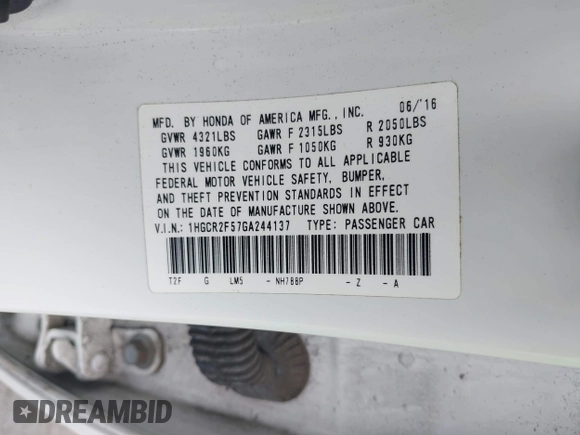 MFD. BY HONDA OF AMERICA MFG., INC. 06/'16
GVWR 4321LBS GAWR F 2315LBS R 2050LBS
GVWR 1960KG GAWR F 1050KG R 930KG
THIS VEHICLE CONFORMS TO ALL APPLICABLE
FEDERAL MOTOR VEHICLE SAFETY, BUMPER,
AND THEFT PREVENTION STANDARDS IN EFFECT
ON THE DATE OF MANUFACTURE SHOWN ABOVE.
V.I.N.: 1HGCR2F57GA244137 TYPE: PASSENGER CAR
T2F G LM5 - NH788P - Z - A
DREAMBID